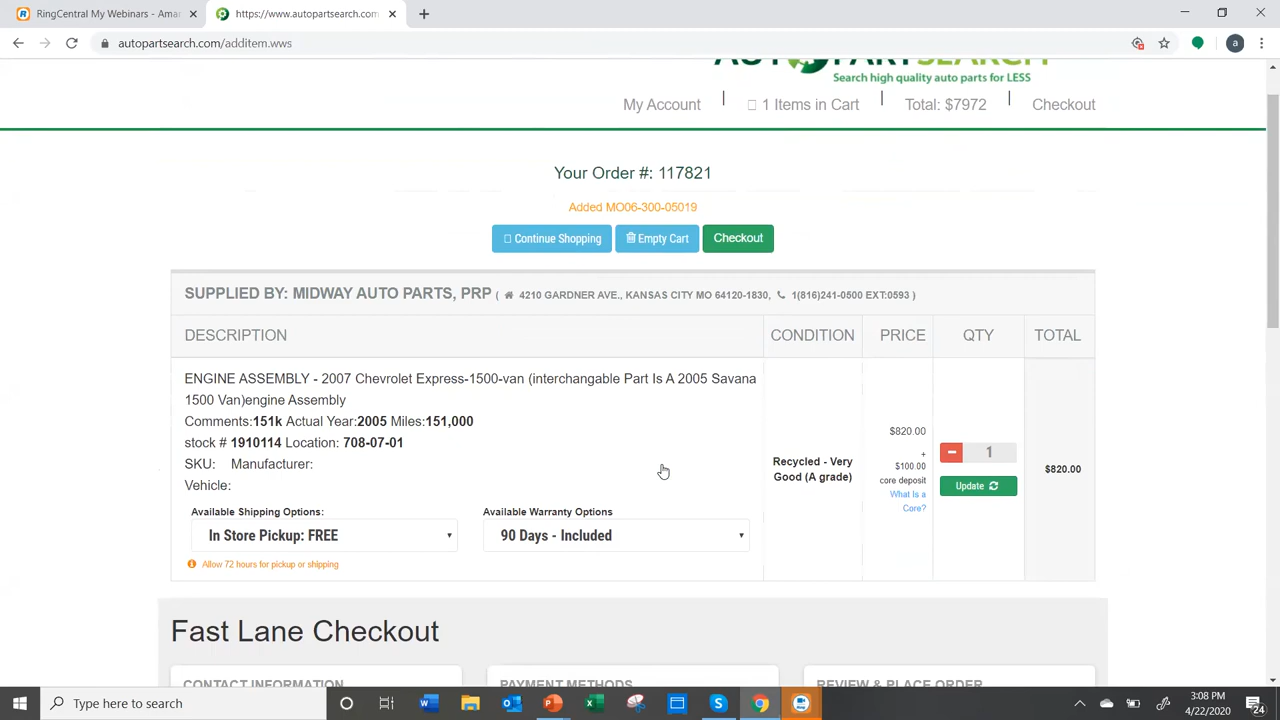 RingCentral My Webinars - Amar
https://www.autopartsearch.com
autopartsearch.com/additem.wws
a
AUTOPARTSEARCH
Search high quality auto parts for LESS
My Account
1 Items in Cart
Total: $7972
Checkout
Your Order #: 117821
Added MO06-300-05019
Continue Shopping
Empty Cart
Checkout
SUPPLIED BY: MIDWAY AUTO PARTS, PRP ( 4210 GARDNER AVE., KANSAS CITY MO 64120-1830, 1(816)241-0500 EXT:0593 )
DESCRIPTION
CONDITION
PRICE
QTY
TOTAL
ENGINE ASSEMBLY - 2007 Chevrolet Express-1500-van (interchangable Part Is A 2005 Savana
1500 Van)engine Assembly
Comments:151k Actual Year:2005 Miles:151,000
stock # 1910114 Location: 708-07-01
SKU: Manufacturer:
Vehicle:
Available Shipping Options:
In Store Pickup: FREE
Allow 72 hours for pickup or shipping
Available Warranty Options
90 Days - Included
Recycled - Very
Good (A grade)
$820.00
+
$100.00
core deposit
What Is a
Core?
1
Update
$820.00
Fast Lane Checkout
CONTACT INFORMATION
PAYMENT METHODS
REVIEW & PLACE ORDER
Type here to search
3:08 PM
4/22/2020
24